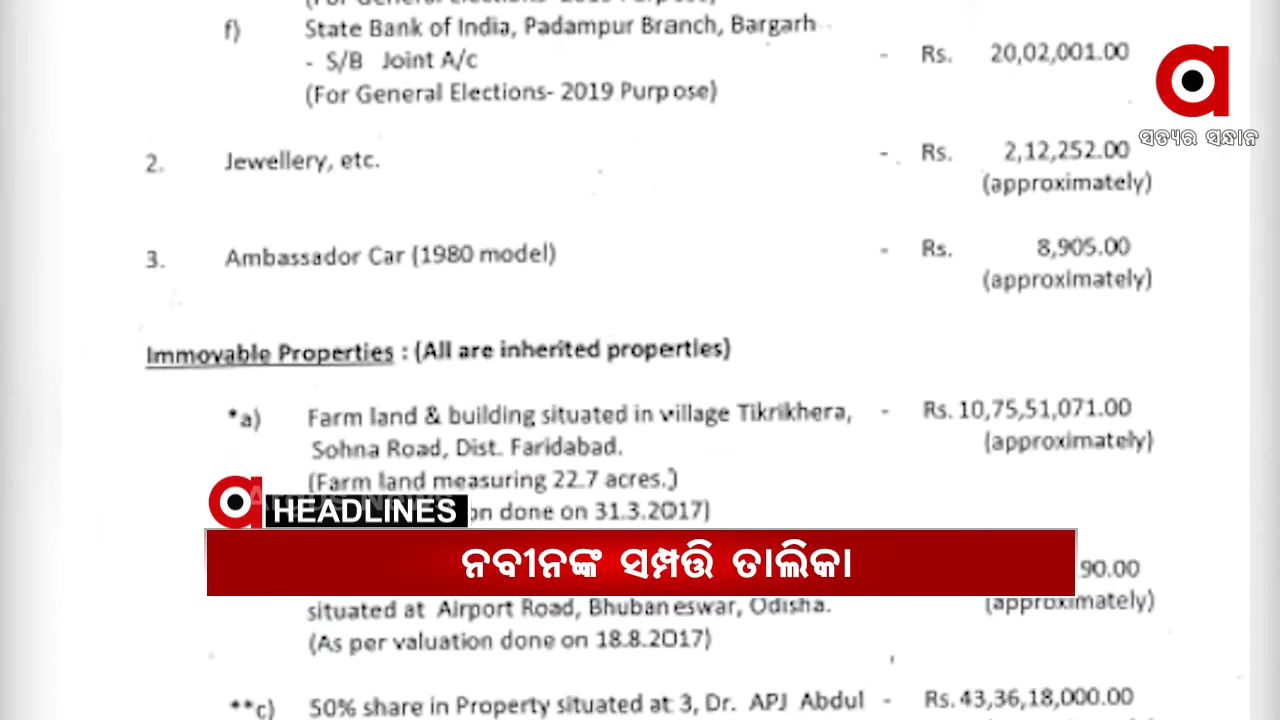 f) State Bank of India, Padampur Branch, Bargarh
- S/B Joint A/c - Rs. 20,02,001.00
(For General Elections- 2019 Purpose)
ସତ୍ୟର ସନ୍ଧାନ
2. Jewellery, etc. - Rs. 2,12,252.00
(approximately)
3. Ambassador Car (1980 model) - Rs. 8,905.00
(approximately)
Immovable Properties : (All are inherited properties)
*a) Farm land & building situated in village Tikrikhera, - Rs. 10,75,51,071.00
Sohna Road, Dist. Faridabad. (approximately)
(Farm land measuring 22.7 acres.)
HEADLINES
done on 31.3.2017)
ନବୀନଙ୍କ ସମ୍ପତ୍ତି ତାଲିକା
90.00
situated at Airport Road, Bhubaneswar, Odisha. (approximately)
(As per valuation done on 18.8.2017)
**c) 50% share in Property situated at 3, Dr. APJ Abdul - Rs. 43,36,18,000.00